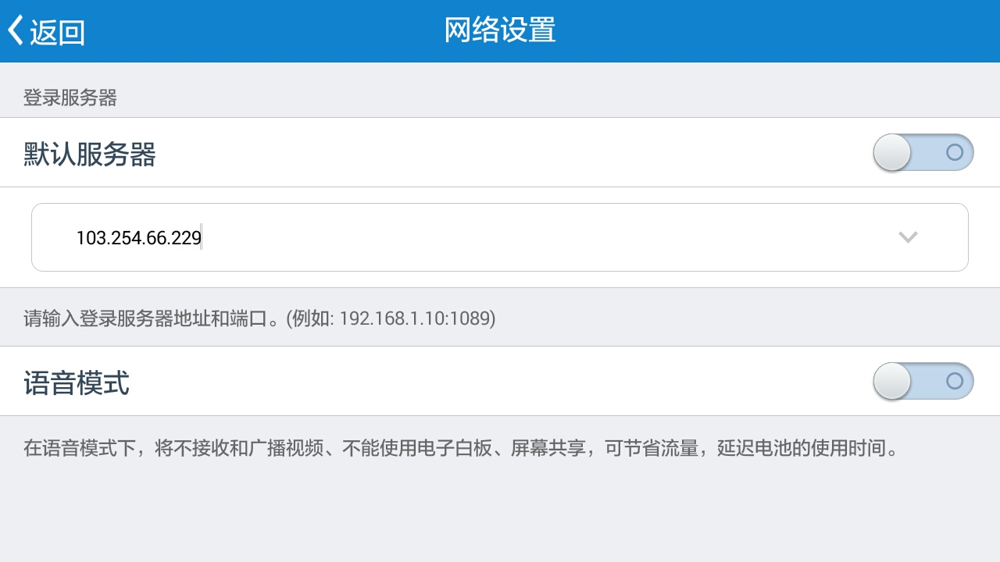 返回
网络设置
登录服务器
默认服务器
103.254.66.229
请输入登录服务器地址和端口。(例如: 192.168.1.10:1089)
语音模式
在语音模式下，将不接收和广播视频、不能使用电子白板、屏幕共享，可节省流量，延迟电池的使用时间。